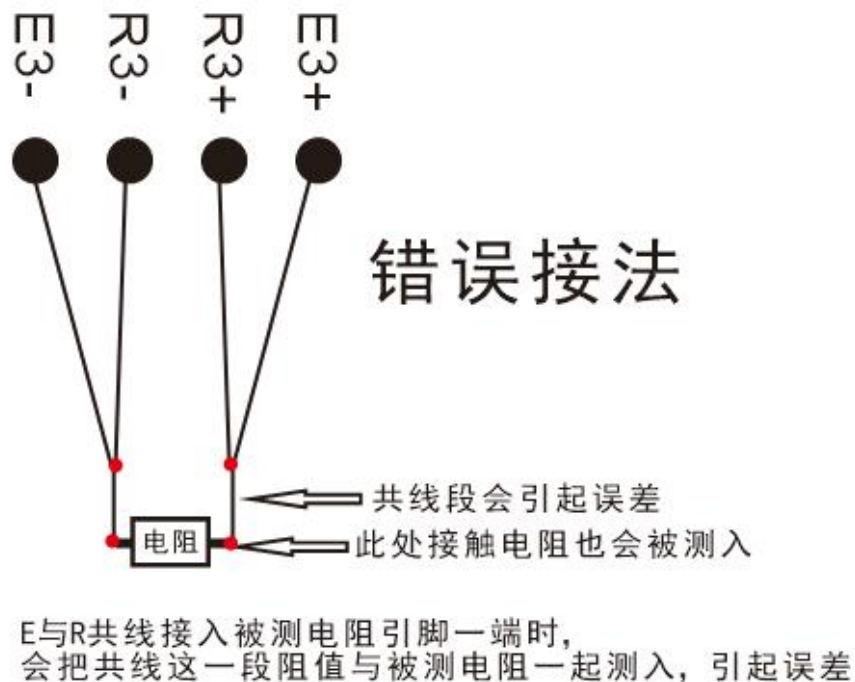 E3-
R3-
R3+
E3+
错误接法
共线段会引起误差
电阻
此处接触电阻也会被测入
E与R共线接入被测电阻引脚一端时，
会把共线这一段阻值与被测电阻一起测入，引起误差